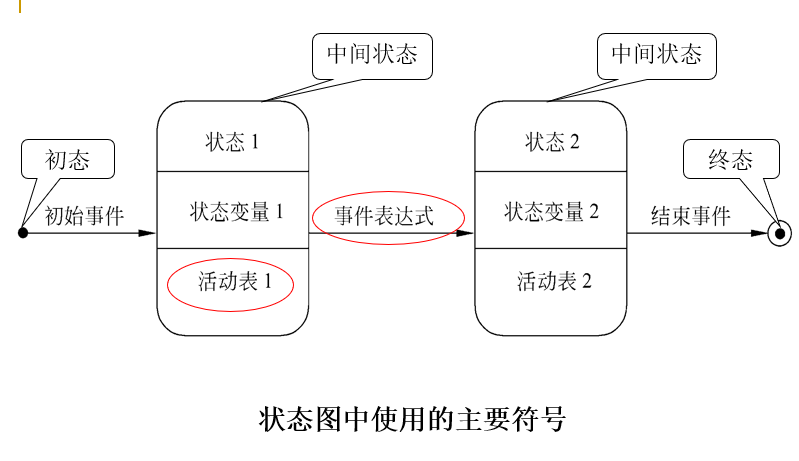 中间状态
中间状态
初态
状态 1
状态 2
终态
初始事件
状态变量 1
事件表达式
状态变量 2
结束事件
活动表 1
活动表 2
状态图中使用的主要符号